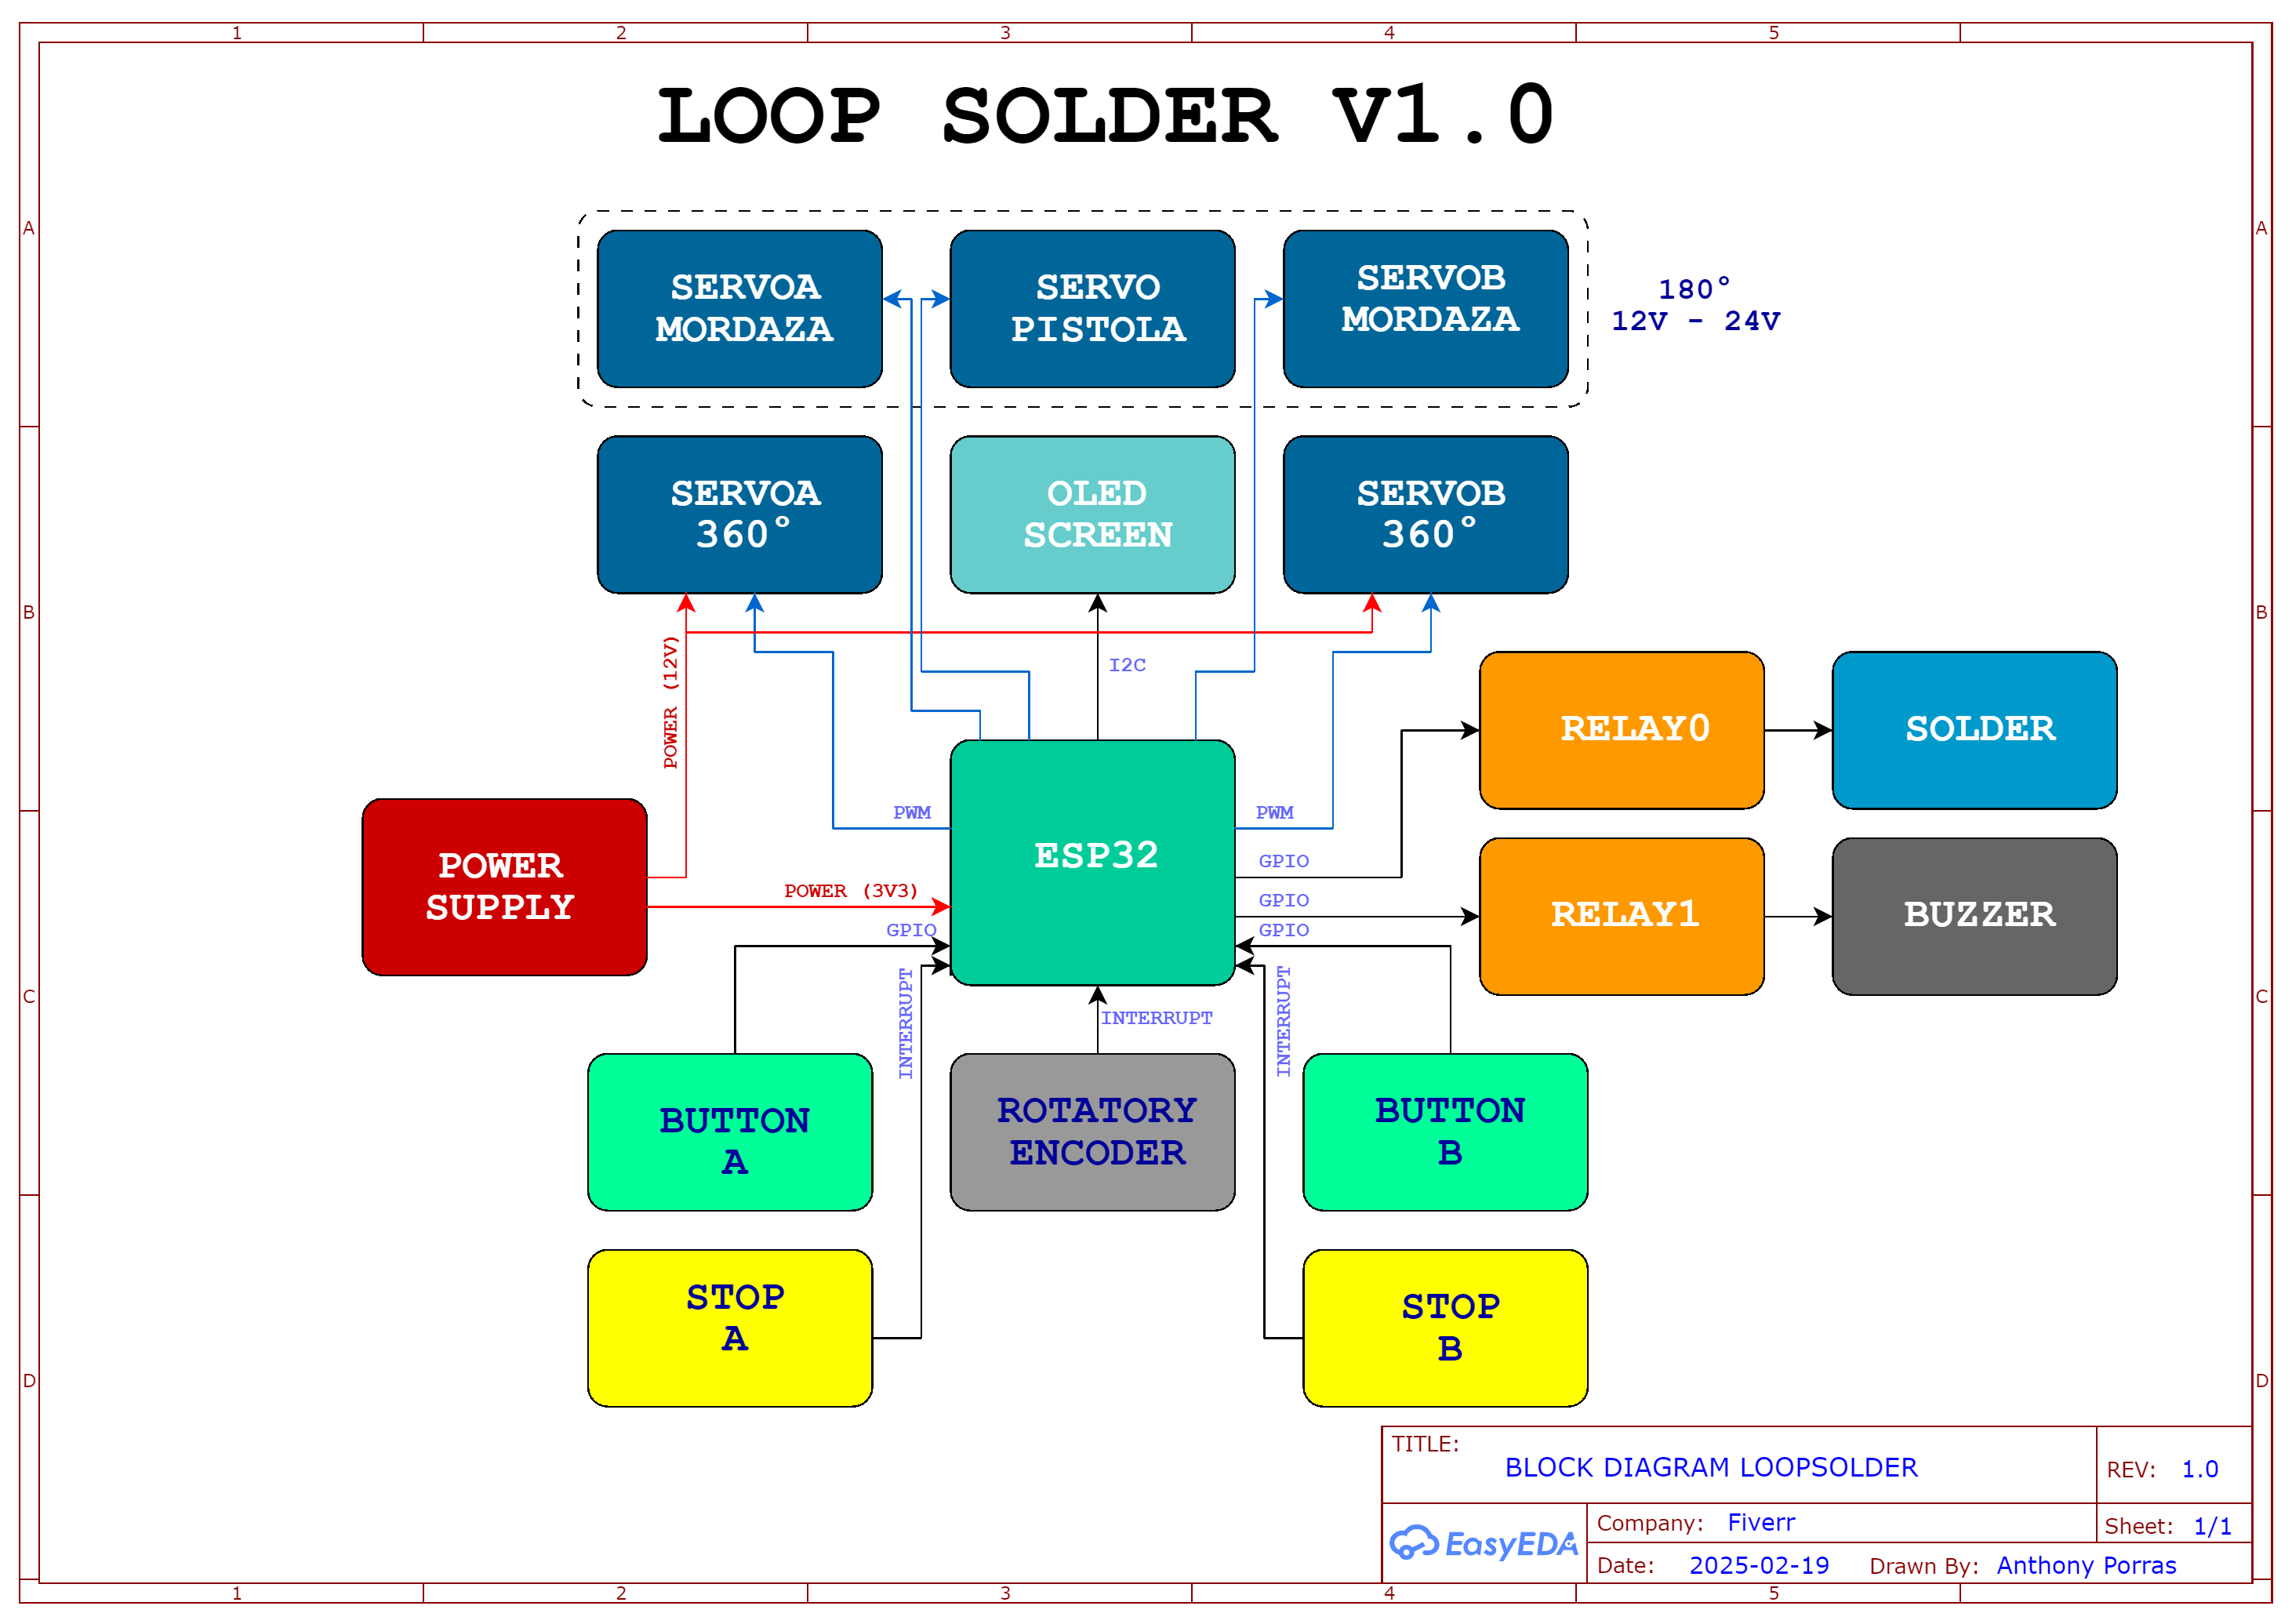 1 2 3 4 5
LOOP SOLDER V1.0
A A
SERVOA
MORDAZA
SERVO
PISTOLA
SERVOB
MORDAZA
180°
12V - 24V
SERVOA
360°
OLED
SCREEN
SERVOB
360°
B B
POWER (12V)
I2C
RELAY0
SOLDER
PWM
PWM
POWER
SUPPLY
ESP32
GPIO
POWER (3V3)
GPIO
GPIO
GPIO
RELAY1
BUZZER
C C
INTERRUPT
INTERRUPT
INTERRUPT
BUTTON
A
ROTATORY
ENCODER
BUTTON
B
STOP
A
STOP
B
D D
TITLE:
BLOCK DIAGRAM LOOPSOLDER
REV: 1.0
EasyEDA
Company: Fiverr
Sheet: 1/1
Date: 2025-02-19 Drawn By: Anthony Porras
1 2 3 4 5